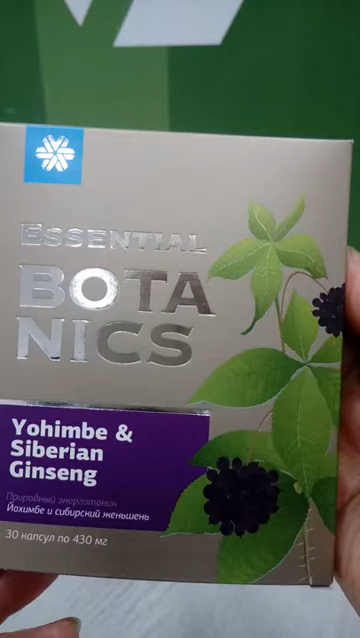 ESSENTIAL
BOTA
NICS
Yohimbe &
Siberian
Ginseng
Природный энерготоник
Йохимбе и сибирский женьшень
30 капсул по 430 мг